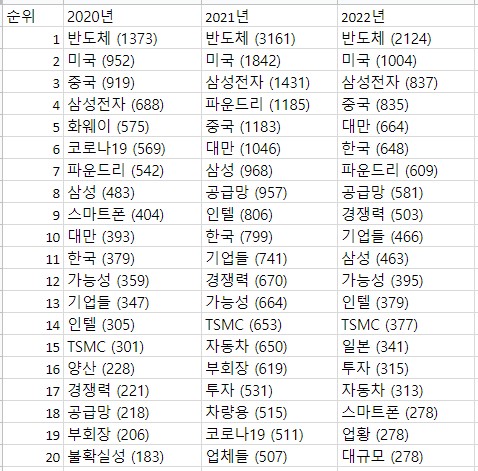 순위 2020년 2021년 2022년
1 반도체 (1373) 반도체 (3161) 반도체 (2124)
2 미국 (952) 미국 (1842) 미국 (1004)
3 중국 (919) 삼성전자 (1431) 삼성전자 (837)
4 삼성전자 (688) 파운드리 (1185) 중국 (835)
5 화웨이 (575) 중국 (1183) 대만 (664)
6 코로나19 (569) 대만 (1046) 한국 (648)
7 파운드리 (542) 삼성 (968) 파운드리 (609)
8 삼성 (483) 공급망 (957) 공급망 (581)
9 스마트폰 (404) 인텔 (806) 경쟁력 (503)
10 대만 (393) 한국 (799) 기업들 (466)
11 한국 (379) 기업들 (741) 삼성 (463)
12 가능성 (359) 경쟁력 (670) 가능성 (395)
13 기업들 (347) 가능성 (664) 인텔 (379)
14 인텔 (305) TSMC (653) TSMC (377)
15 TSMC (301) 자동차 (650) 일본 (341)
16 양산 (228) 부회장 (619) 투자 (315)
17 경쟁력 (221) 투자 (531) 자동차 (313)
18 공급망 (218) 차량용 (515) 스마트폰 (278)
19 부회장 (206) 코로나19 (511) 업황 (278)
20 불확실성 (183) 업체들 (507) 대규모 (278)